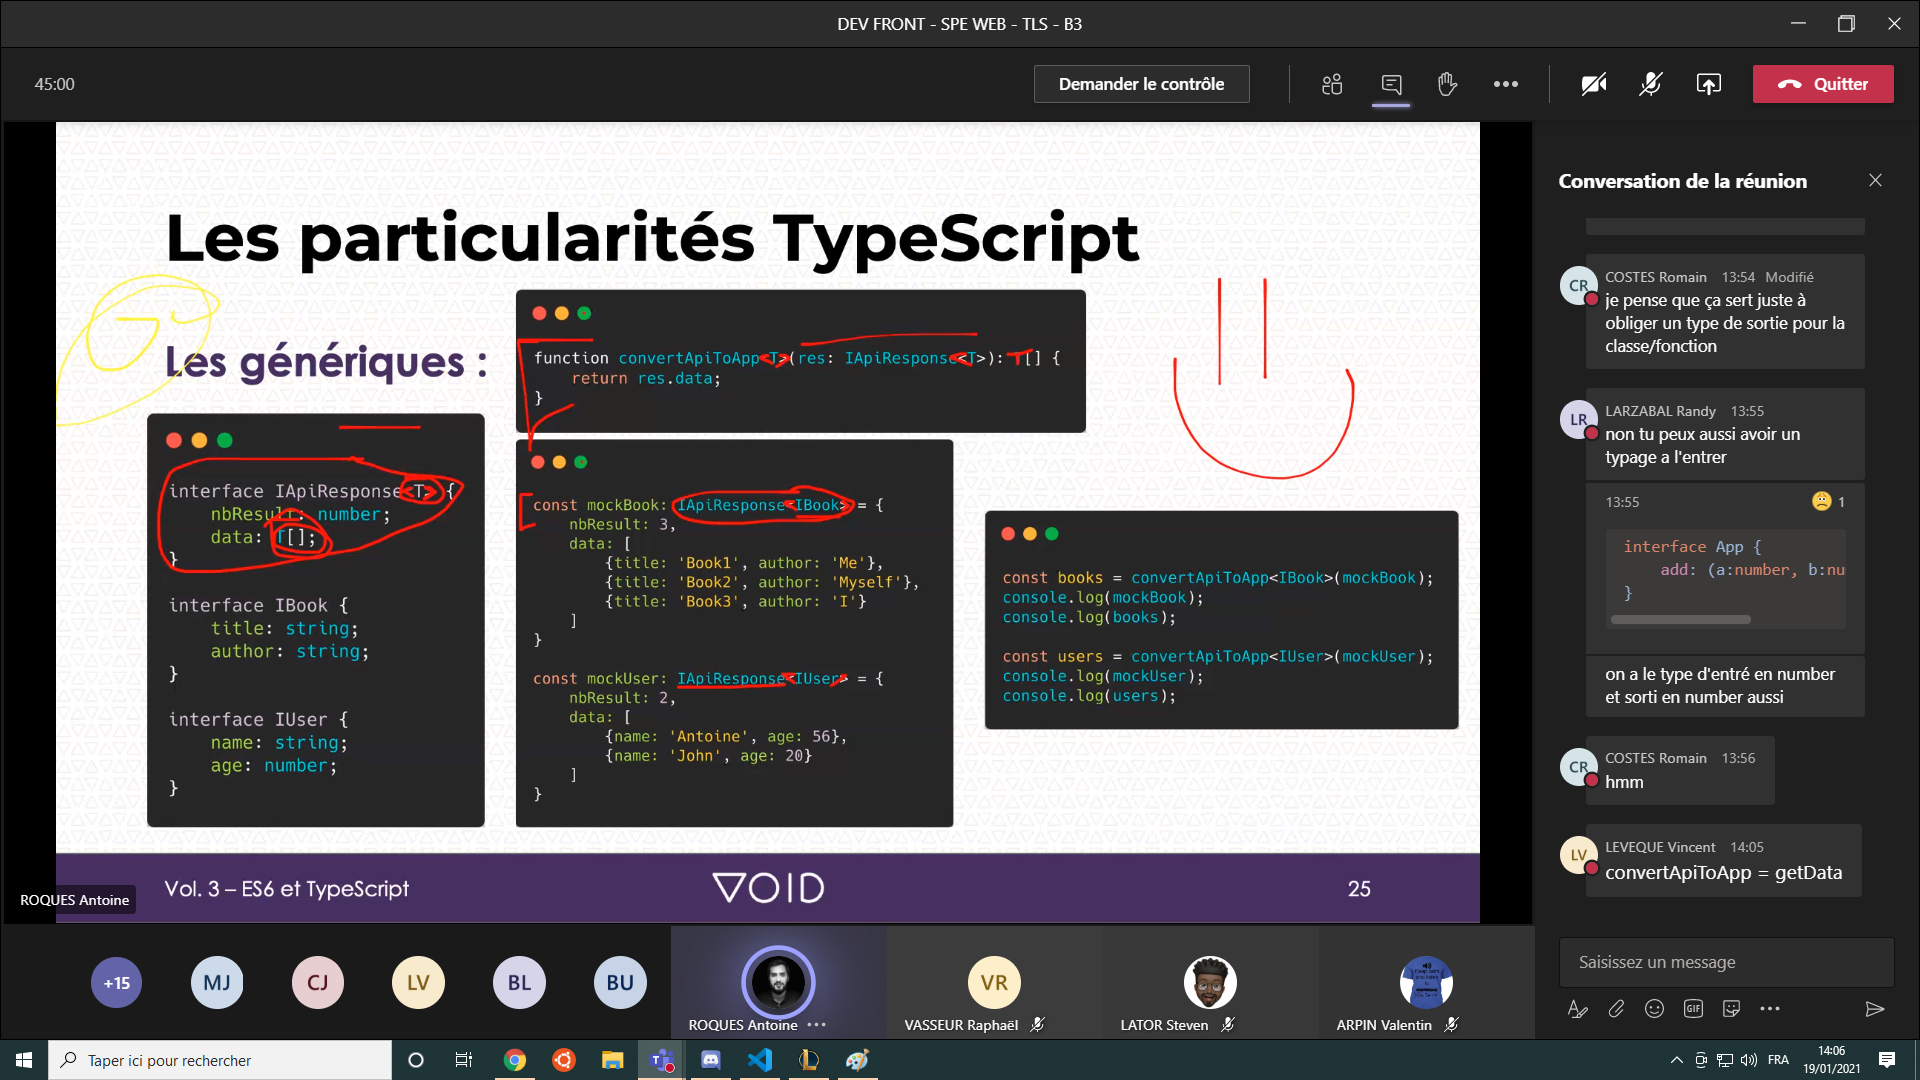 DEV FRONT - SPE WEB - TLS - B3
45:00
Demander le contrôle
Quitter
Les particularités TypeScript
Les génériques :
function convertApiToApp<T>(res: IApiResponse<T>): T[] {
return res.data;
}
interface IApiResponse<T> {
nbResult: number;
data: T[];
}
interface IBook {
title: string;
author: string;
}
interface IUser {
name: string;
age: number;
}
const mockBook: IApiResponse<IBook> = {
nbResult: 3,
data: [
{title: 'Book1', author: 'Me'},
{title: 'Book2', author: 'Myself'},
{title: 'Book3', author: 'I'}
]
}
const mockUser: IApiResponse<IUser> = {
nbResult: 2,
data: [
{name: 'Antoine', age: 56},
{name: 'John', age: 20}
]
}
const books = convertApiToApp<IBook>(mockBook);
console.log(mockBook);
console.log(books);
const users = convertApiToApp<IUser>(mockUser);
console.log(mockUser);
console.log(users);
Vol. 3 – ES6 et TypeScript
VOID
25
ROQUES Antoine
Conversation de la réunion
CR
COSTES Romain 13:54 Modifié
je pense que ça sert juste à
obliger un type de sortie pour la
classe/fonction
LR
LARZABAL Randy 13:55
non tu peux aussi avoir un
typage a l'entrer
13:55
1
interface App {
add: (a:number, b:nu
}
on a le type d'entré en number
et sorti en number aussi
CR
COSTES Romain 13:56
hmm
LV
LEVEQUE Vincent 14:05
convertApiToApp = getData
Saisissez un message
GIF
+15
MJ
CJ
LV
BL
BU
ROQUES Antoine
VR
VASSEUR Raphaël
LATOR Steven
ARPIN Valentin
Taper ici pour rechercher
FRA
14:06
19/01/2021